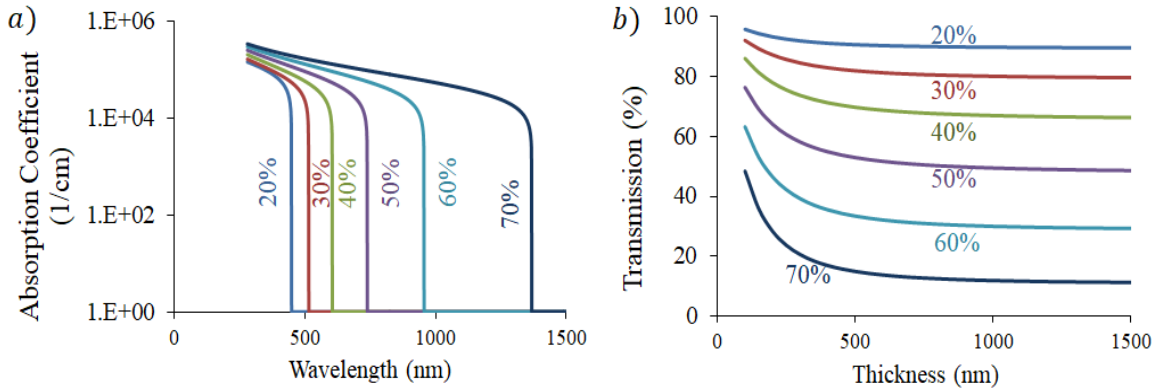 a)
1.E+06
1.E+04
1.E+02
1.E+00
Absorption Coefficient
(1/cm)
20%
30%
40%
50%
60%
70%
0
500
1000
1500
Wavelength (nm)
b)
100
80
60
40
20
0
Transmission (%)
20%
30%
40%
50%
60%
70%
0
500
1000
1500
Thickness (nm)